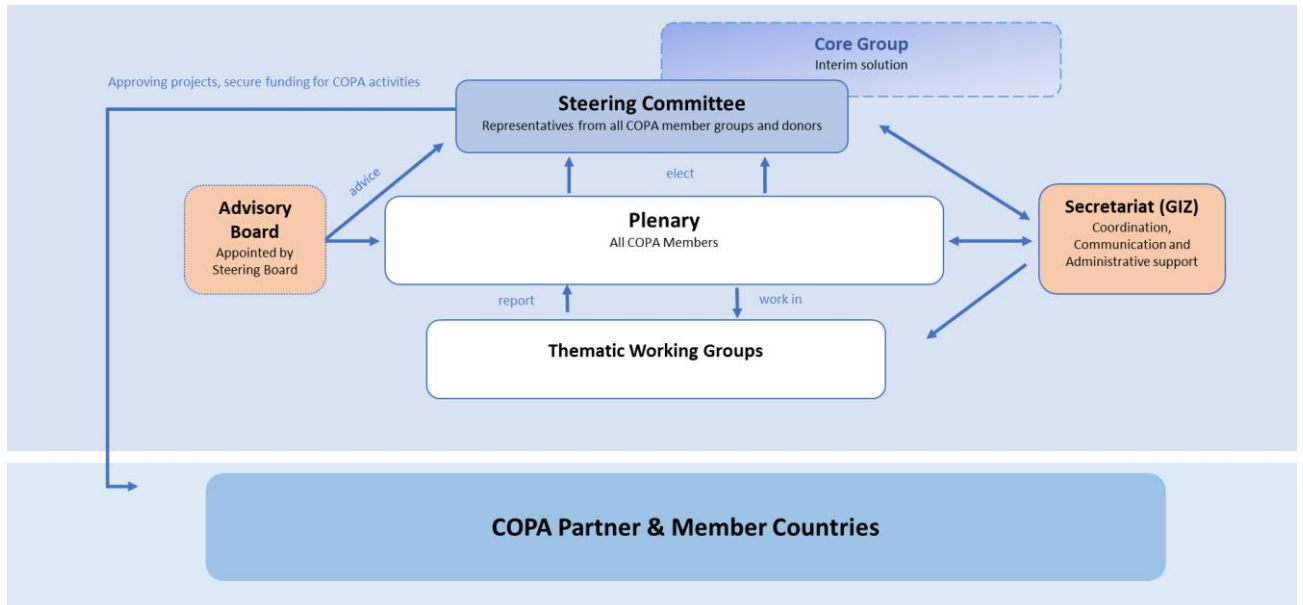 Core Group
Interim solution
Approving projects, secure funding for COPA activities
Steering Committee
Representatives from all COPA member groups and donors
advice
elect
Advisory
Board
Appointed by
Steering Board
Plenary
All COPA Members
Secretariat (GIZ)
Coordination,
Communication and
Administrative support
report
work in
Thematic Working Groups
COPA Partner & Member Countries